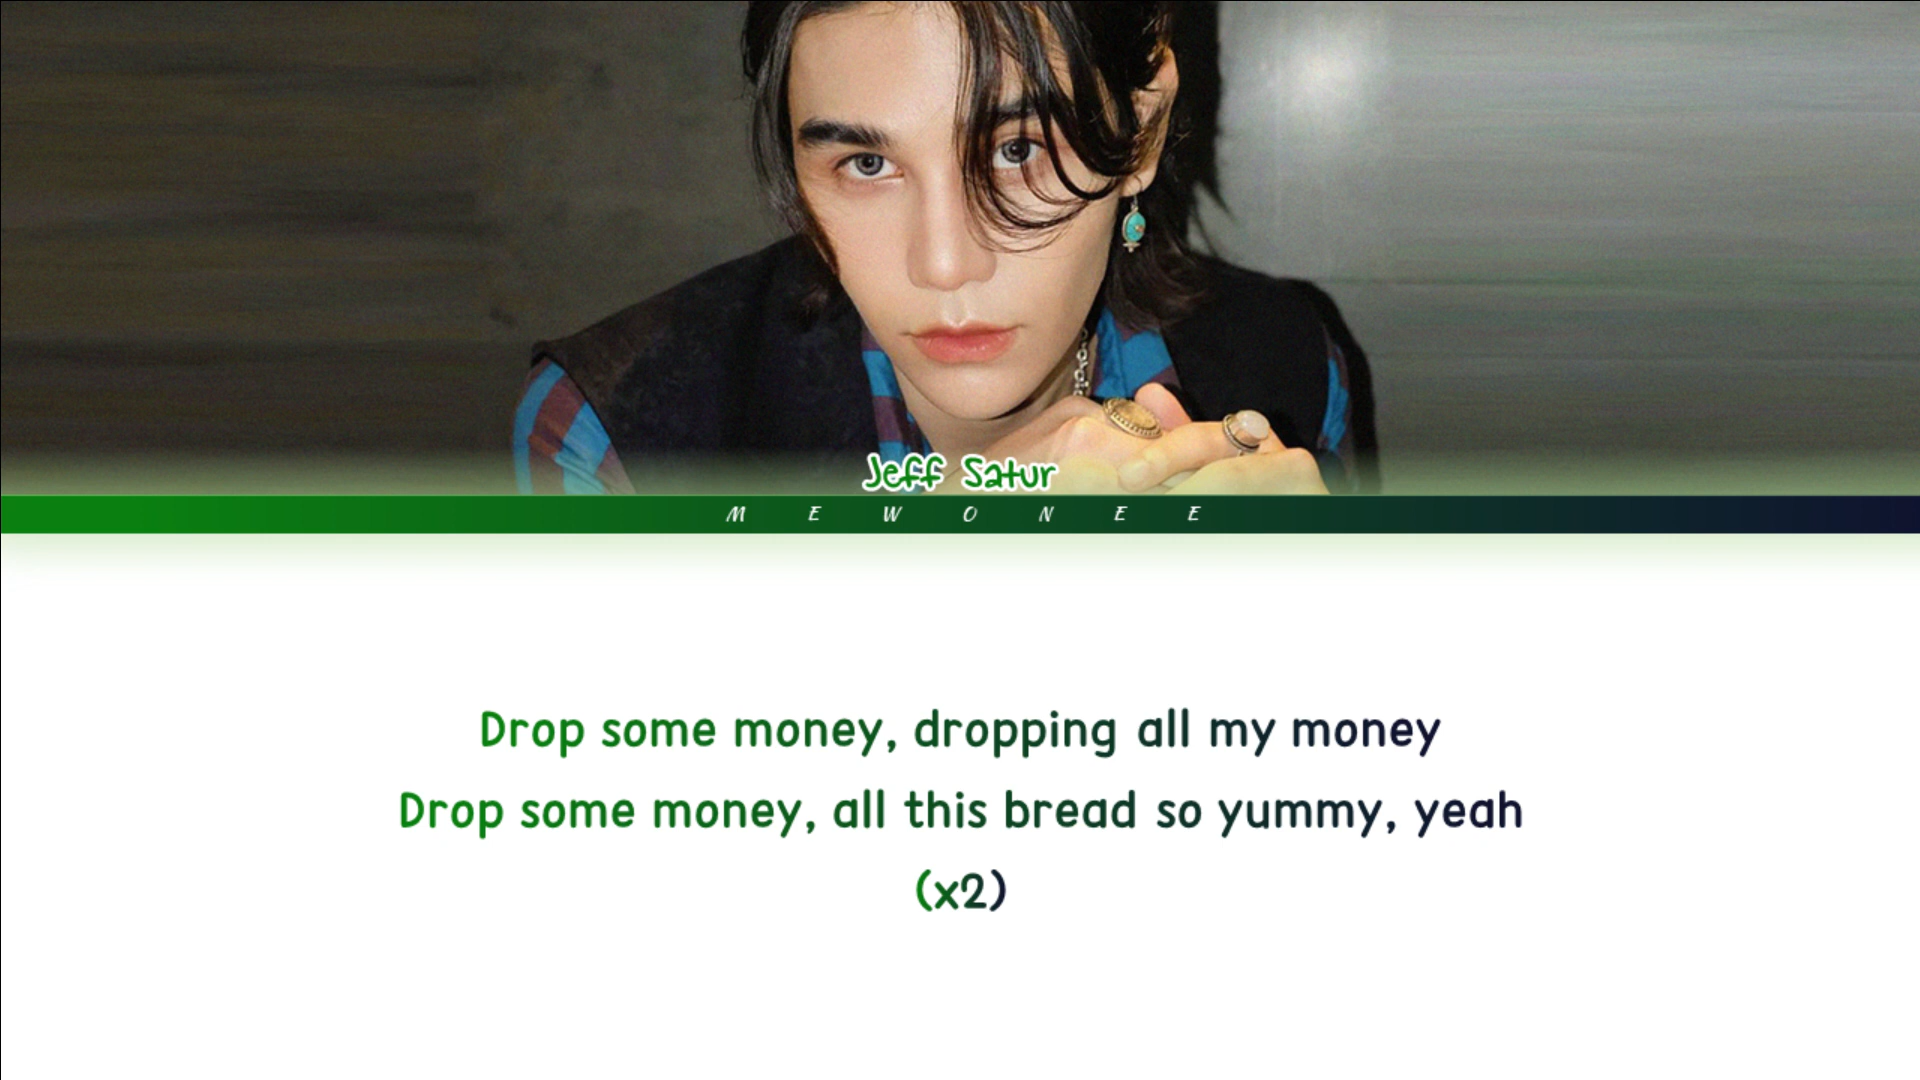 Jeff Satur
MEWONEE
Drop some money, dropping all my money
Drop some money, all this bread so yummy, yeah
(x2)